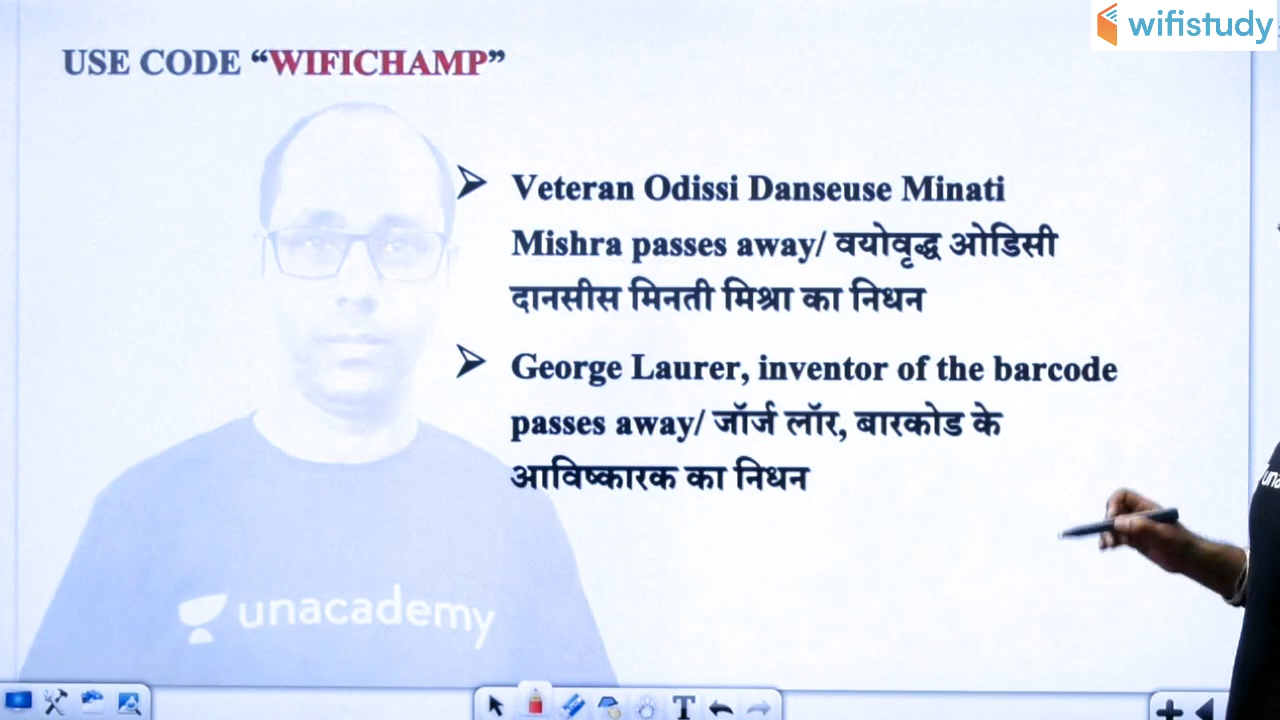 wifistudy
USE CODE “WIFICHAMP”
Veteran Odissi Danseuse Minati
Mishra passes away/ वयोवृद्ध ओडिसी
दानसीस मिनती मिश्रा का निधन
George Laurer, inventor of the barcode
passes away/ जॉर्ज लॉर, बारकोड के
आविष्कारक का निधन
unacademy
T